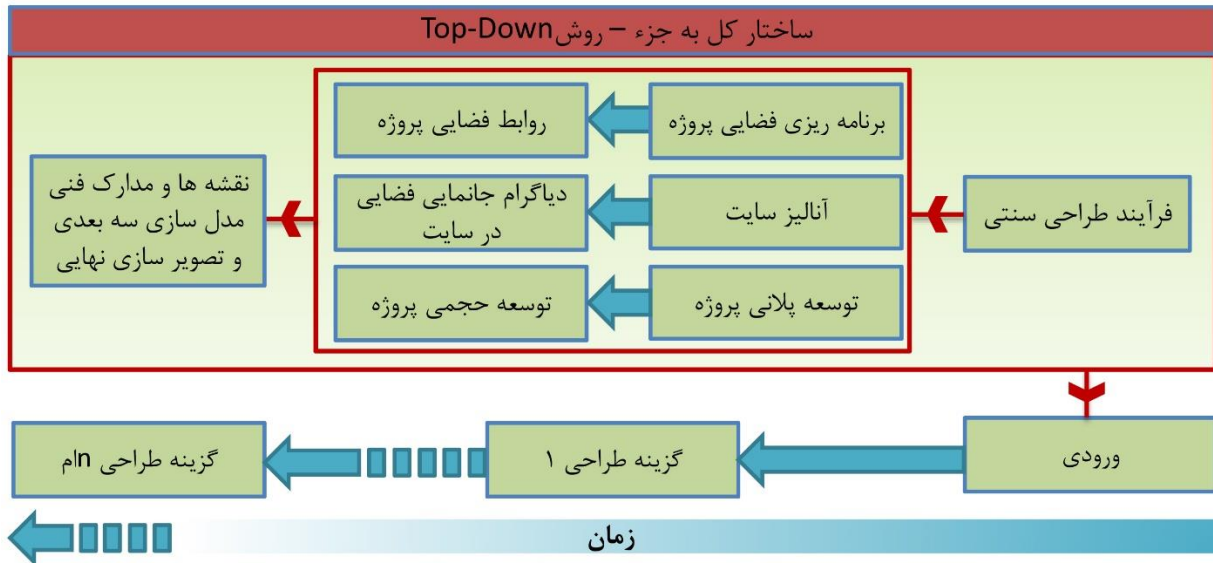 ساختار کل به جزء – روش Top-Down
فرآیند طراحی سنتی
برنامه ریزی فضایی پروژه
روابط فضایی پروژه
آنالیز سایت
دیاگرام جانمایی فضایی
در سایت
توسعه پلانی پروژه
توسعه حجمی پروژه
نقشه ها و مدارک فنی
مدل سازی سه بعدی
و تصویر سازی نهایی
ورودی
گزینه طراحی ۱
گزینه طراحی nام
زمان